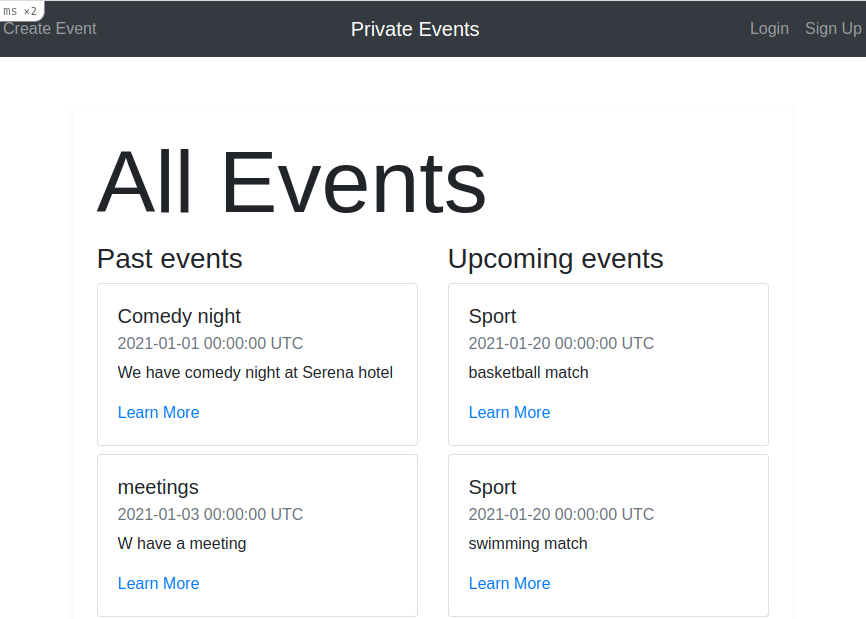 ms ×2
Create Event
Private Events
Login
Sign Up
All Events
Past events
Comedy night
2021-01-01 00:00:00 UTC
We have comedy night at Serena hotel
Learn More
meetings
2021-01-03 00:00:00 UTC
W have a meeting
Learn More
Upcoming events
Sport
2021-01-20 00:00:00 UTC
basketball match
Learn More
Sport
2021-01-20 00:00:00 UTC
swimming match
Learn More